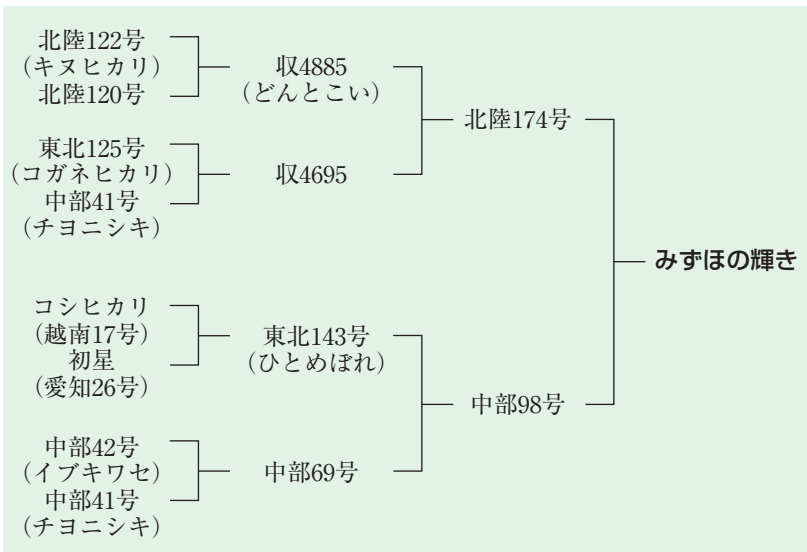 北陸122号
（キヌヒカリ）
北陸120号
収4885
（どんとこい）
東北125号
（コガネヒカリ）
中部41号
（チヨニシキ）
収4695
北陸174号
みずほの輝き
コシヒカリ
（越南17号）
初星
（愛知26号）
東北143号
（ひとめぼれ）
中部98号
中部42号
（イブキワセ）
中部41号
（チヨニシキ）
中部69号